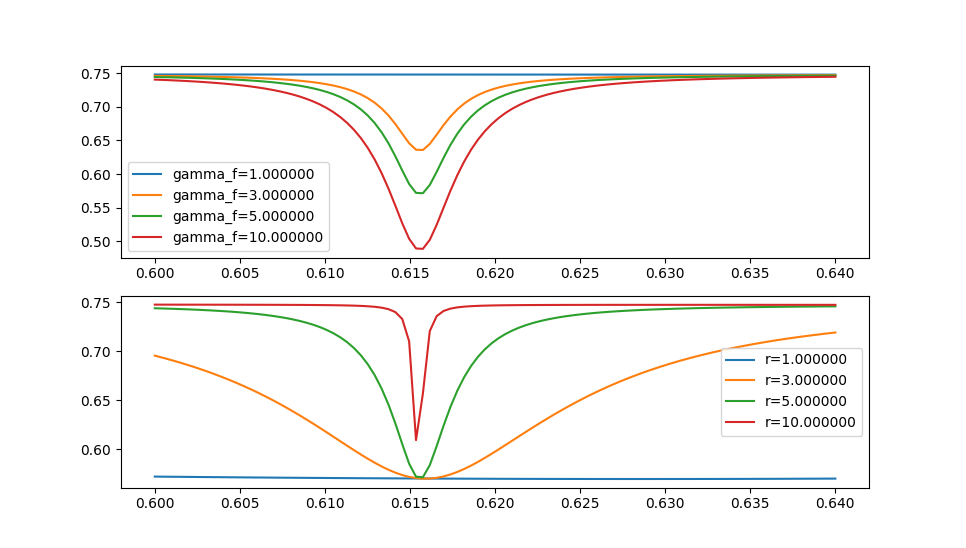 0.75
0.70
0.65
0.60
0.55
0.50
gamma_f=1.000000
gamma_f=3.000000
gamma_f=5.000000
gamma_f=10.000000
0.600 0.605 0.610 0.615 0.620 0.625 0.630 0.635 0.640
0.75
0.70
0.65
0.60
r=1.000000
r=3.000000
r=5.000000
r=10.000000
0.600 0.605 0.610 0.615 0.620 0.625 0.630 0.635 0.640